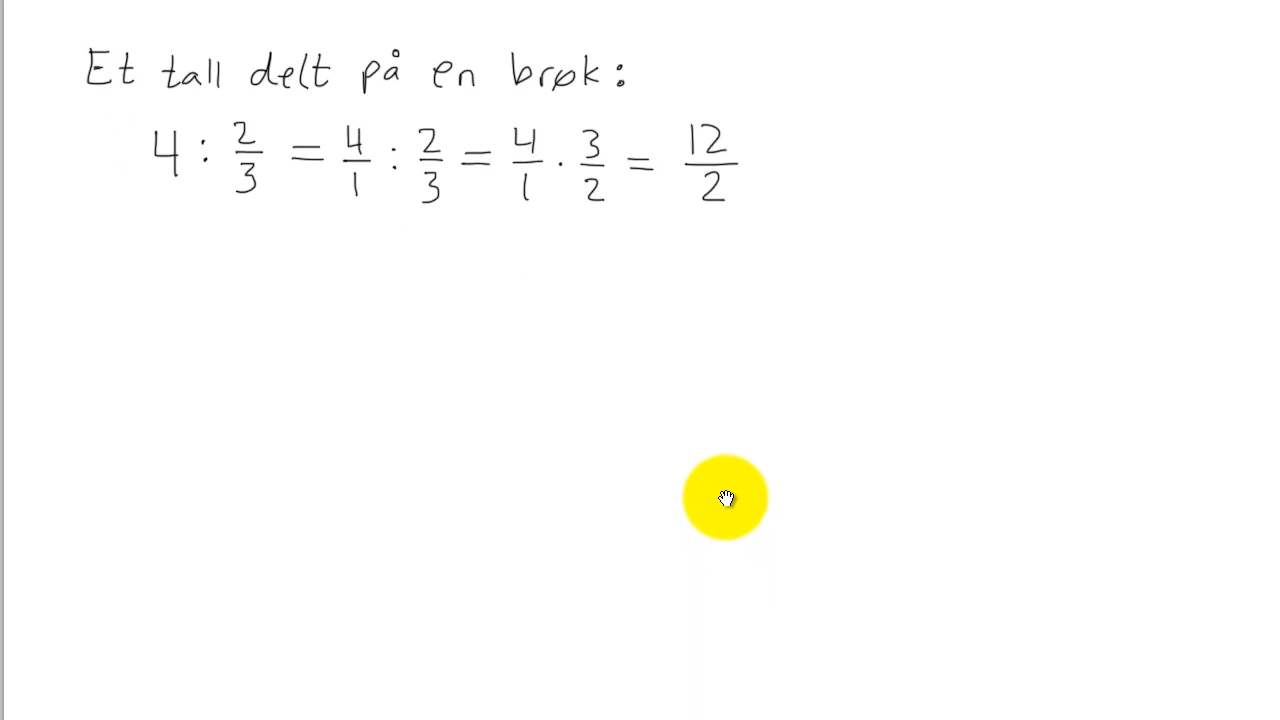 Et tall delt på en brøk:
4 : 2/3 = 4/1 : 2/3 = 4/1 · 3/2 = 12/2